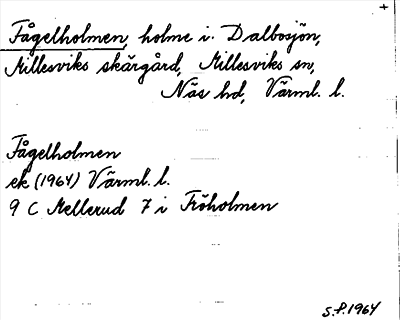 Fågelholmen, holme i Dalbosjön,
Millesviks skärgård, Millesviks sn,
Näs hd, Värml. l.
Fågelholmen
ek (1964) Värml. l.
9 C Mellerud 7 i Fröholmen
S.P. 1964